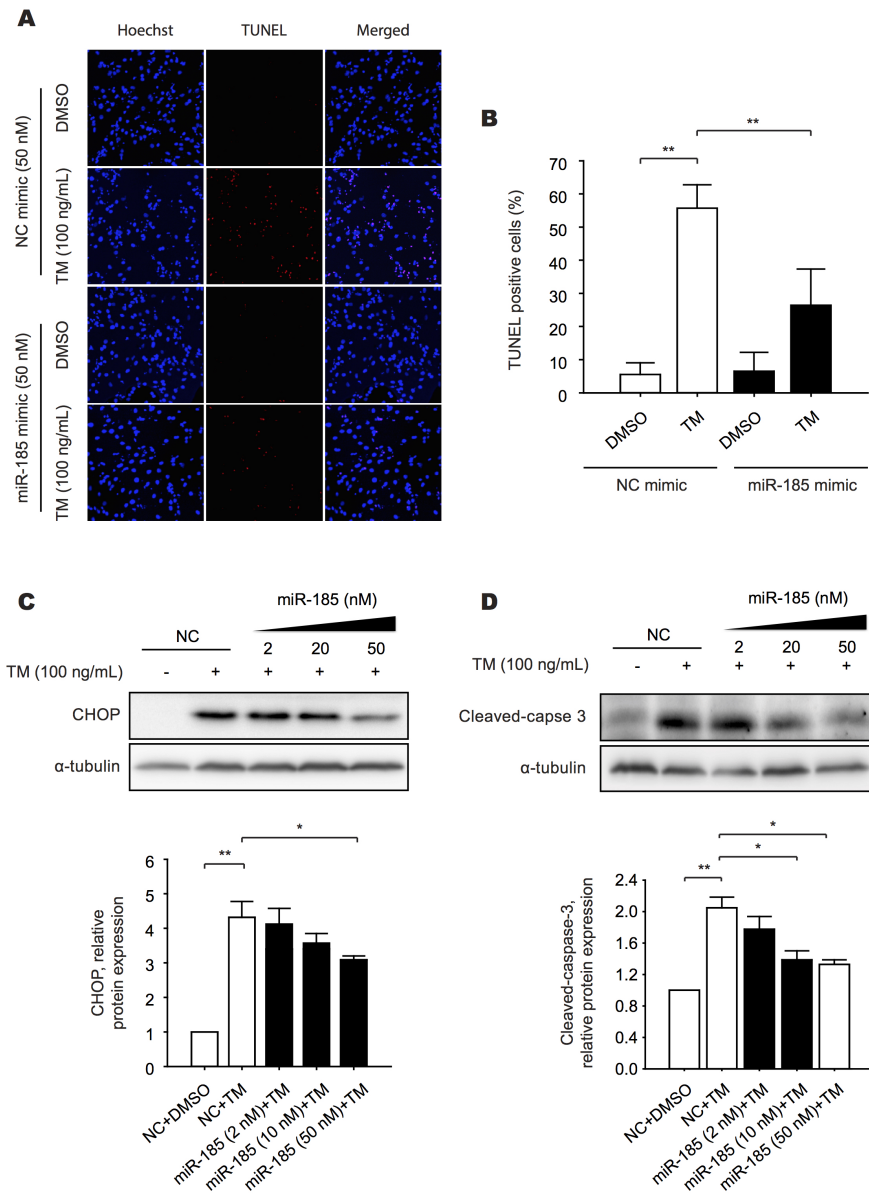 A
Hoechst TUNEL Merged
NC mimic (50 nM)
DMSO
TM (100 ng/mL)
miR-185 mimic (50 nM)
DMSO
TM (100 ng/mL)
B
** **
TUNEL positive cells (%)
70
60
50
40
30
20
10
0
DMSO TM DMSO TM
NC mimic miR-185 mimic
C
miR-185 (nM)
NC 2 20 50
TM (100 ng/mL) - + + + +
CHOP
α-tubulin
*
**
CHOP, relative
protein expression
6
5
4
3
2
1
0
NC+DMSO
NC+TM
miR-185 (2 nM)+TM
miR-185 (10 nM)+TM
miR-185 (50 nM)+TM
D
miR-185 (nM)
NC 2 20 50
TM (100 ng/mL) - + + + +
Cleaved-capse 3
α-tubulin
*
*
**
Cleaved-caspase-3,
relative protein expression
2.4
2.0
1.6
1.2
0.8
0.4
0.0
NC+DMSO
NC+TM
miR-185 (2 nM)+TM
miR-185 (10 nM)+TM
miR-185 (50 nM)+TM